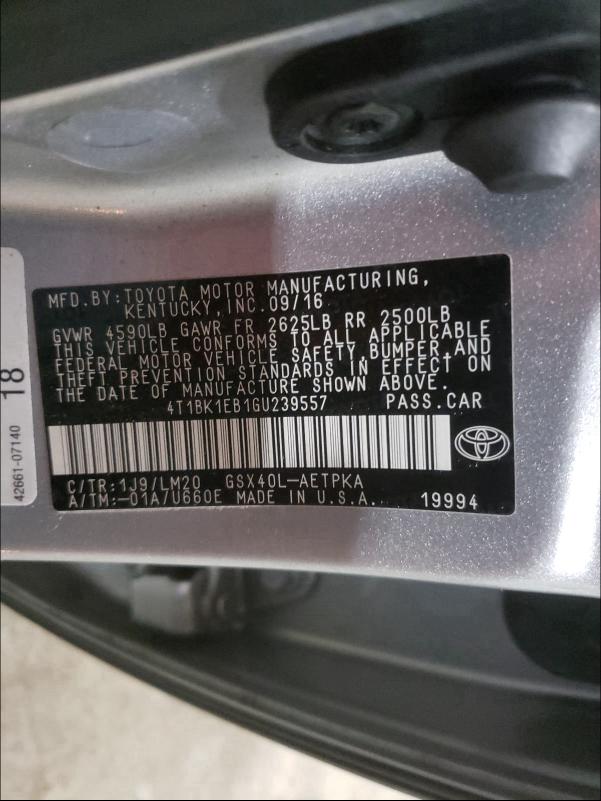 MFD.BY:TOYOTA MOTOR MANUFACTURING,
KENTUCKY, INC.09/16
GVWR 4590LB GAWR FR 2625LB RR 2500LB
THIS VEHICLE CONFORMS TO ALL APPLICABLE
FEDERAL MOTOR VEHICLE SAFETY,BUMPER,AND
THEFT PREVENTION STANDARDS IN EFFECT ON
THE DATE OF MANUFACTURE SHOWN ABOVE.
4T1BK1EB1GU239557 PASS.CAR
C/TR:1J9/LM20 GSX40L-AETPKA
A/TM:-01A/U660E MADE IN U.S.A. 19994
18
42661-07140